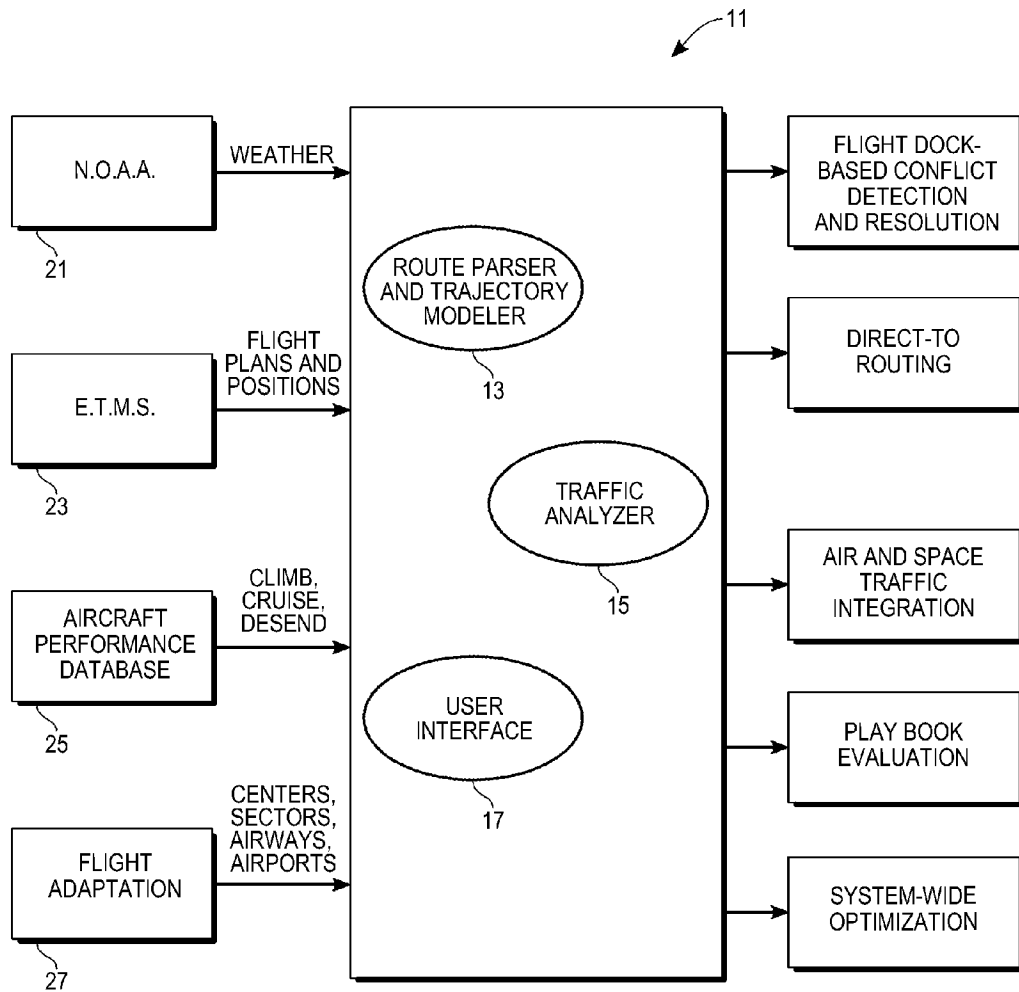 11
N.O.A.A.
21
WEATHER
E.T.M.S.
23
FLIGHT
PLANS AND
POSITIONS
AIRCRAFT
PERFORMANCE
DATABASE
25
CLIMB,
CRUISE,
DESEND
FLIGHT
ADAPTATION
27
CENTERS,
SECTORS,
AIRWAYS,
AIRPORTS
ROUTE PARSER
AND TRAJECTORY
MODELER
13
TRAFFIC
ANALYZER
15
USER
INTERFACE
17
FLIGHT DOCK-
BASED CONFLICT
DETECTION
AND RESOLUTION
DIRECT-TO
ROUTING
AIR AND SPACE
TRAFFIC
INTEGRATION
PLAY BOOK
EVALUATION
SYSTEM-WIDE
OPTIMIZATION